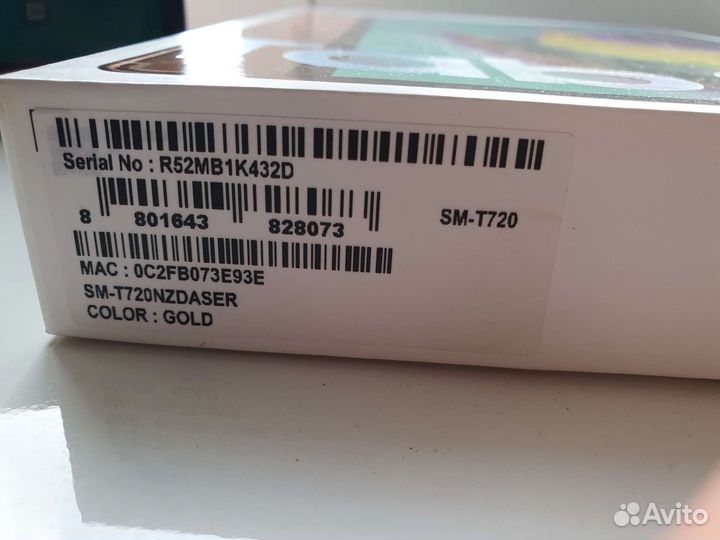 Serial No : R52MB1K432D
8 801643 828073
SM-T720
MAC : 0C2FB073E93E
SM-T720NZDASER
COLOR : GOLD
Avito